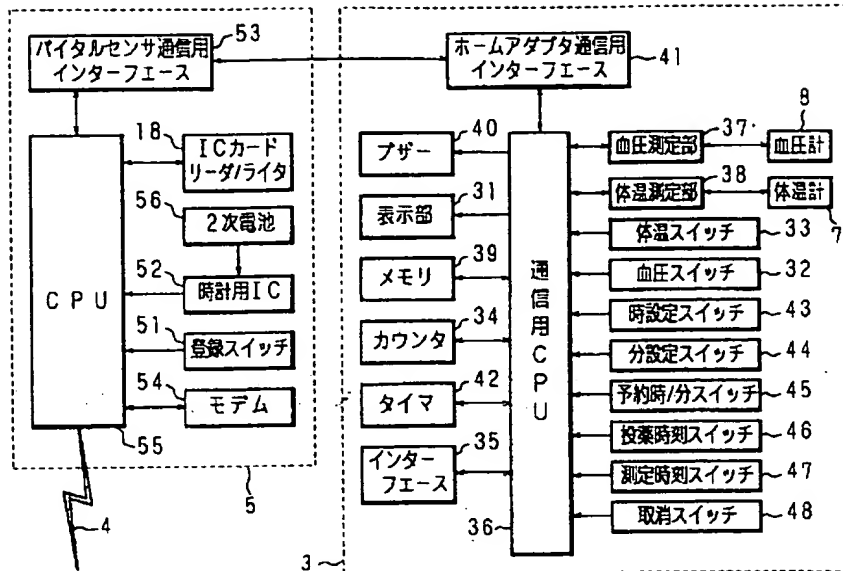 バイタルセンサ通信用
インターフェース
53
CPU
55
18
ICカード
リーダ/ライタ
56
2次電池
52
時計用IC
51
登録スイッチ
54
モデム
5
4
ホームアダプタ通信用
インターフェース
41
ブザー
40
表示部
31
メモリ
39
カウンタ
34
タイマ
42
インター
フェース
35
通信用CPU
36
血圧測定部
37
血圧計
8
体温測定部
38
体温計
7
体温スイッチ
33
血圧スイッチ
32
時設定スイッチ
43
分設定スイッチ
44
予約時/分スイッチ
45
投薬時刻スイッチ
46
測定時刻スイッチ
47
取消スイッチ
48
3